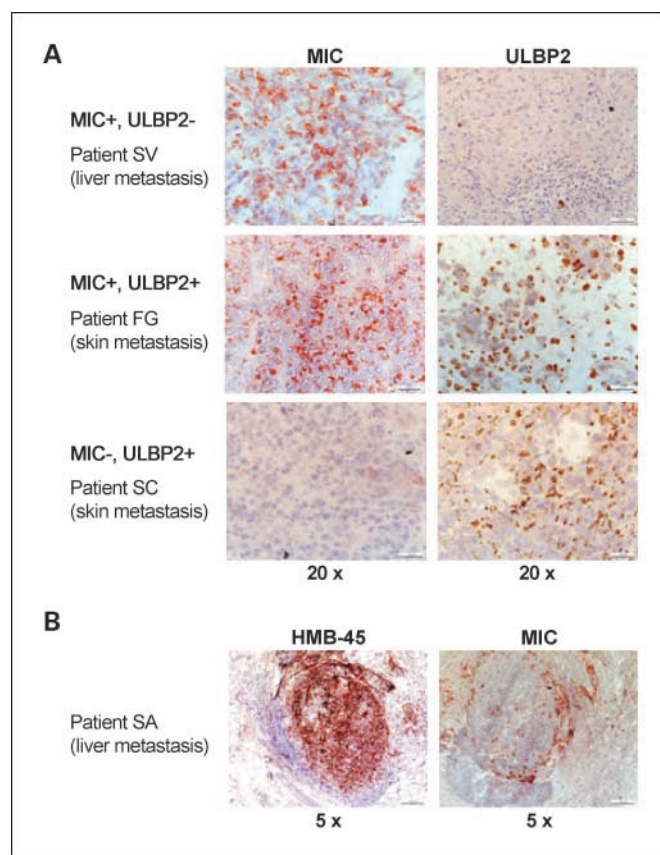 A
MIC ULBP2
MIC+, ULBP2-
Patient SV
(liver metastasis)
MIC+, ULBP2+
Patient FG
(skin metastasis)
MIC-, ULBP2+
Patient SC
(skin metastasis)
20 x 20 x
B
HMB-45 MIC
Patient SA
(liver metastasis)
5 x 5 x